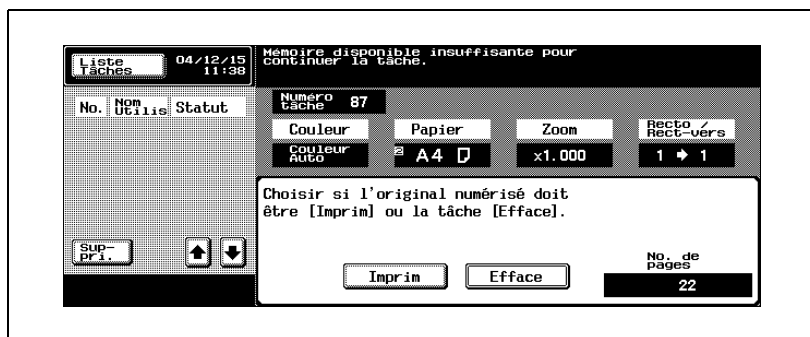 Liste
Tâches
04/12/15
11:38
Mémoire disponible insuffisante pour
continuer la tâche.
No.
Nom
Utilis
Statut
Numéro
tâche
87
Couleur
Papier
Zoom
Recto /
Rect-vers
Couleur
Auto
2 A4
x1.000
1 → 1
Choisir si l'original numérisé doit
être [Imprim] ou la tâche [Efface].
Sup-
pri.
Imprim
Efface
No. de
pages
22